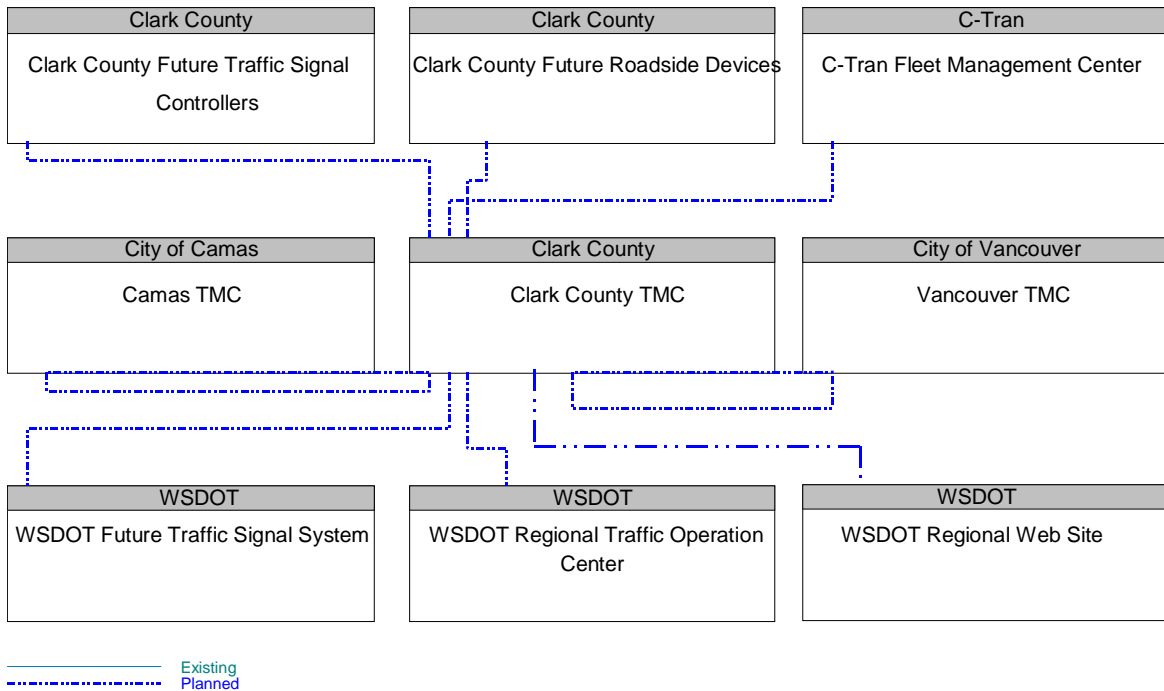 Clark County
Clark County Future Traffic Signal
Controllers
Clark County
Clark County Future Roadside Devices
C-Tran
C-Tran Fleet Management Center
City of Camas
Camas TMC
Clark County
Clark County TMC
City of Vancouver
Vancouver TMC
WSDOT
WSDOT Future Traffic Signal System
WSDOT
WSDOT Regional Traffic Operation
Center
WSDOT
WSDOT Regional Web Site
Existing
Planned